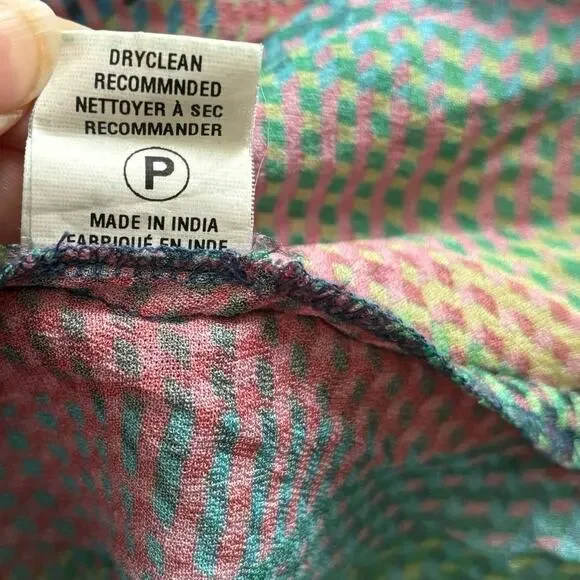 DRYCLEAN
RECOMMNDED
NETTOYER À SEC
RECOMMANDER
P
MADE IN INDIA
FABRIQUÉ EN INDE